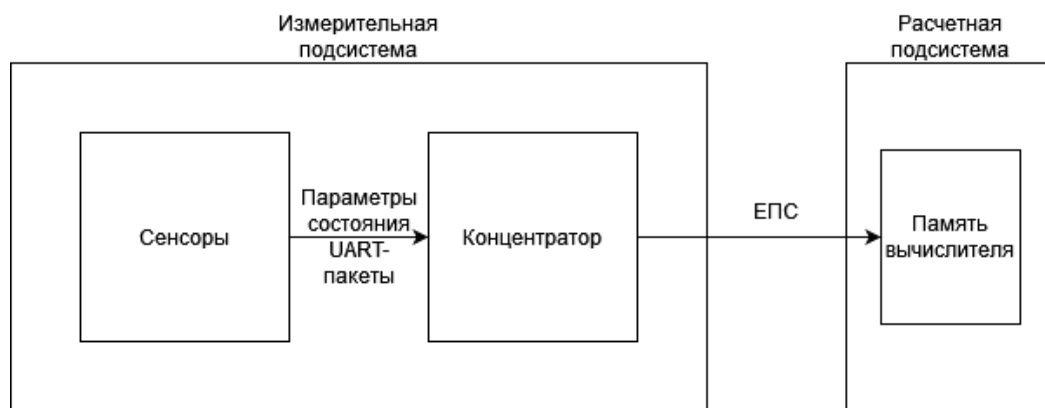 Измерительная
подсистема
Расчетная
подсистема
Сенсоры
Параметры
состояния
UART-
пакеты
Концентратор
ЕПС
Память
вычислителя